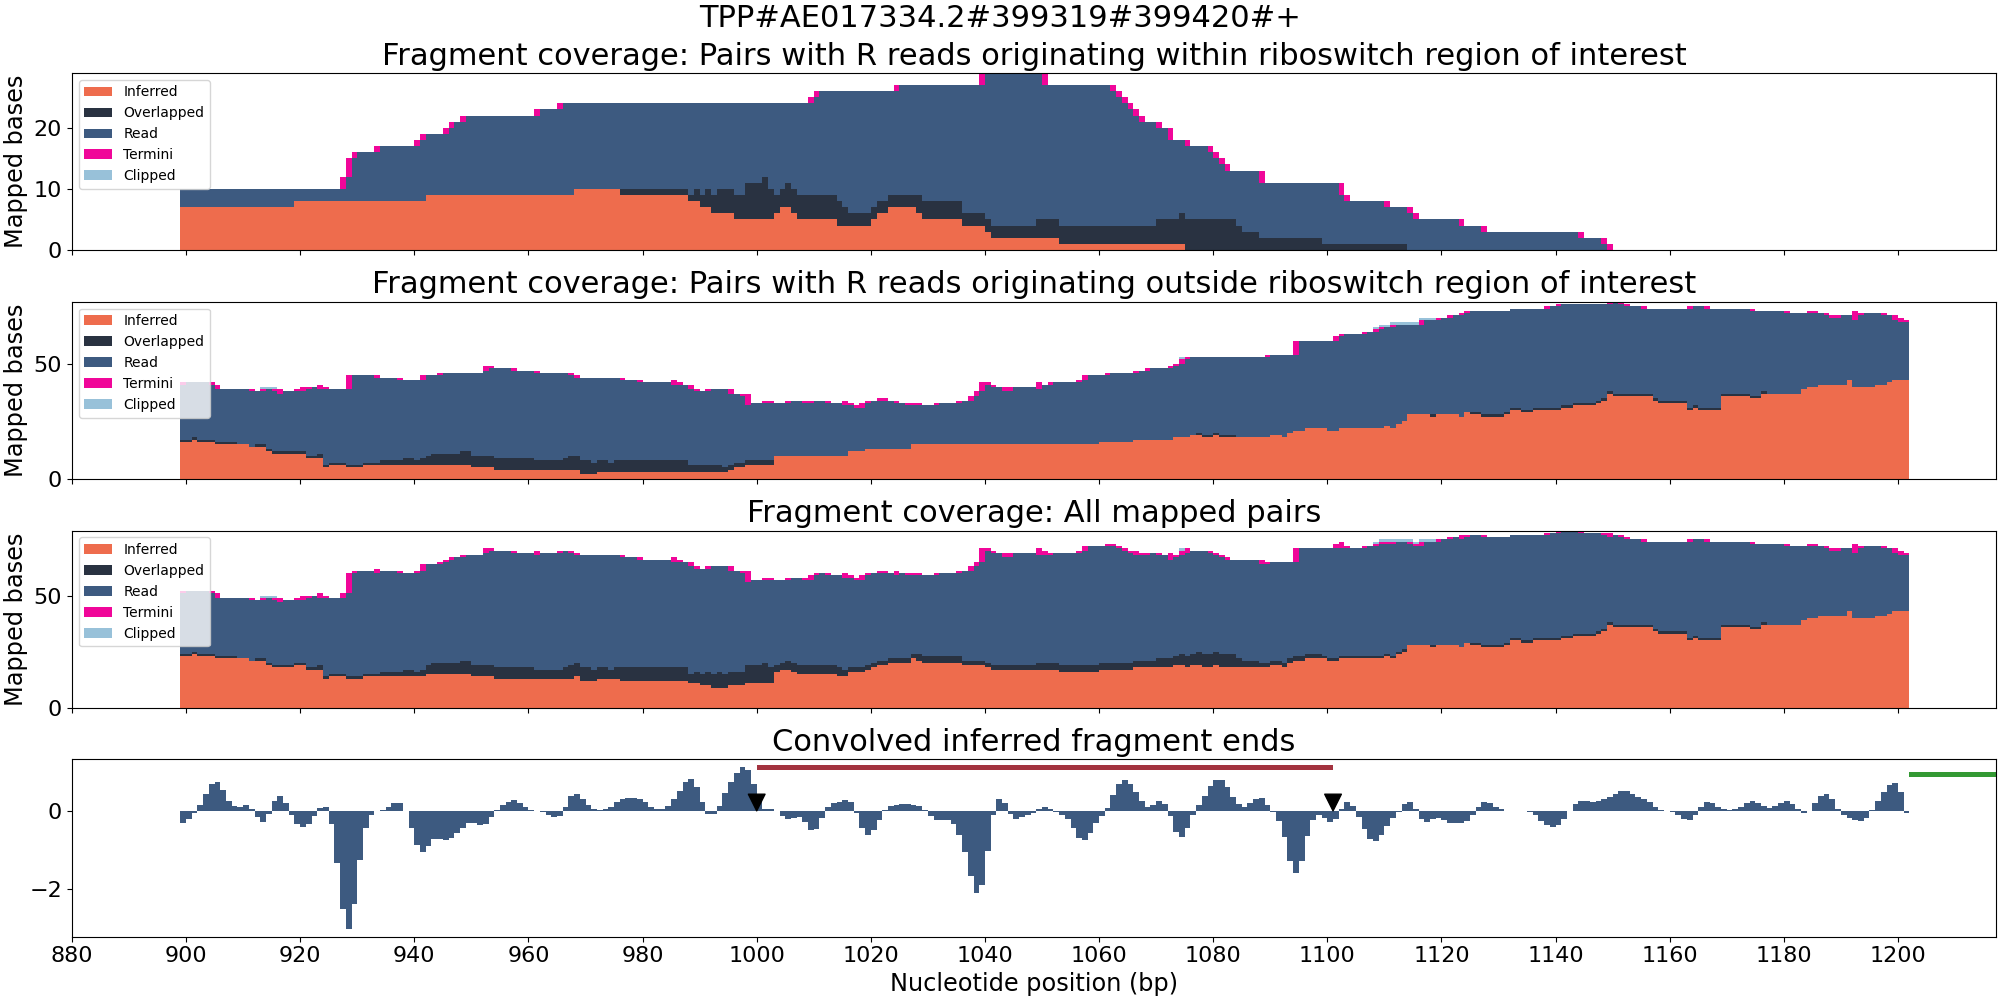 TPP#AE017334.2#399319#399420#+
Fragment coverage: Pairs with R reads originating within riboswitch region of interest
Mapped bases
20
10
0
Inferred
Overlapped
Read
Termini
Clipped
Fragment coverage: Pairs with R reads originating outside riboswitch region of interest
Mapped bases
50
0
Inferred
Overlapped
Read
Termini
Clipped
Fragment coverage: All mapped pairs
Mapped bases
50
0
Inferred
Overlapped
Read
Termini
Clipped
Convolved inferred fragment ends
0
−2
880 900 920 940 960 980 1000 1020 1040 1060 1080 1100 1120 1140 1160 1180 1200
Nucleotide position (bp)